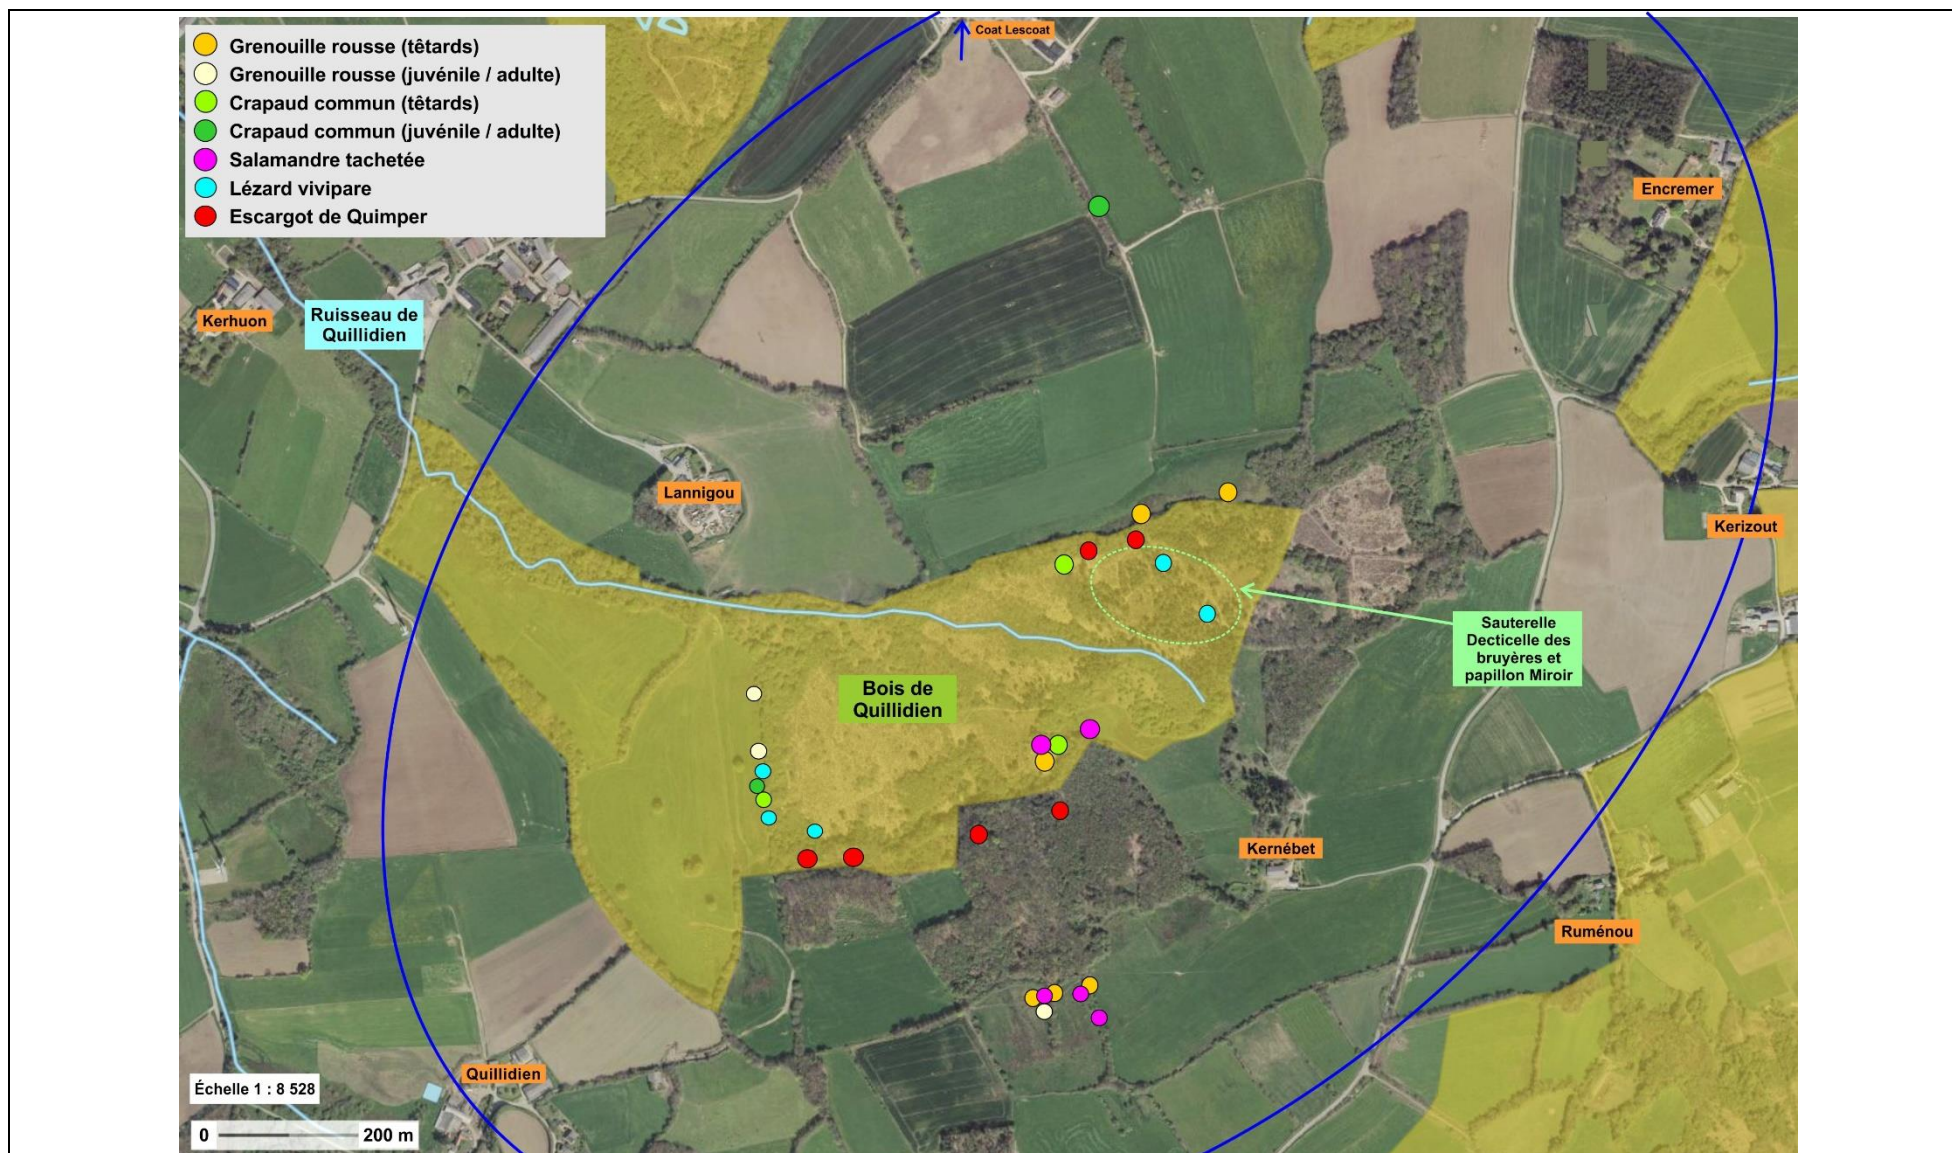 Grenouille rousse (têtards)
Grenouille rousse (juvénile / adulte)
Crapaud commun (têtards)
Crapaud commun (juvénile / adulte)
Salamandre tachetée
Lézard vivipare
Escargot de Quimper
Coat Lescoat
Encremer
Kerhuon
Ruisseau de
Quillidien
Lannigou
Kerizout
Sauterelle
Decticelle des
bruyères et
papillon Miroir
Bois de
Quillidien
Kernébet
Ruménou
Quillidien
Échelle 1 : 8 528
0 200 m